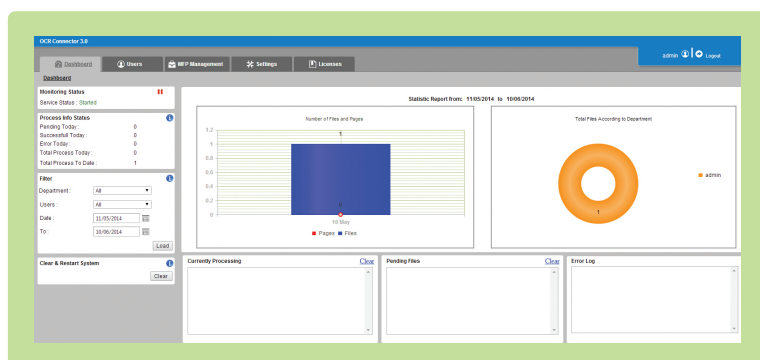 OCR Connector 3.0
admin Logout
Dashboard Users MFP Management Settings Licenses
Dashboard
Monitoring Status
Service Status : Started
Process Info Status
Pending Today : 0
Successfull Today : 0
Error Today : 0
Total Process Today : 0
Total Process To Date : 1
Filter
Department : All
Users : All
Date : 11/05/2014
To : 10/06/2014
Load
Clear & Restart System
Clear
Statistic Report from: 11/05/2014 to 10/06/2014
Number of Files and Pages
1.2
1
1
0.8
0.6
0.4
0.2
0
0
16 May
Pages Files
Total Files According to Department
admin
1
Currently Processing Clear
Pending Files Clear
Error Log